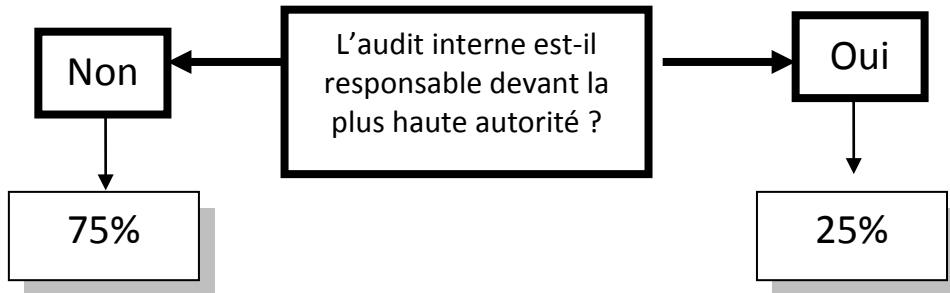 L’audit interne est-il
responsable devant la
plus haute autorité ?
Non
Oui
75%
25%